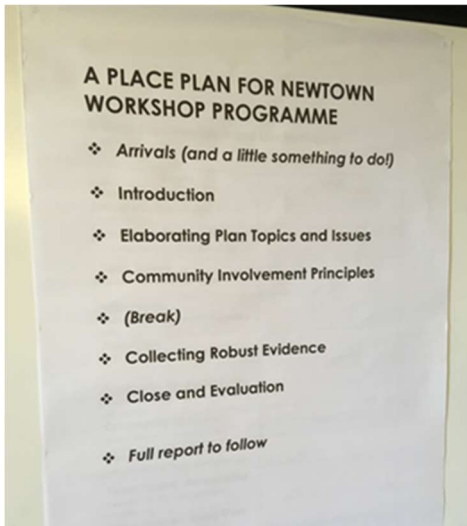 A PLACE PLAN FOR NEWTOWN
WORKSHOP PROGRAMME
❖ Arrivals (and a little something to do!)
❖ Introduction
❖ Elaborating Plan Topics and Issues
❖ Community Involvement Principles
❖ (Break)
❖ Collecting Robust Evidence
❖ Close and Evaluation
❖ Full report to follow